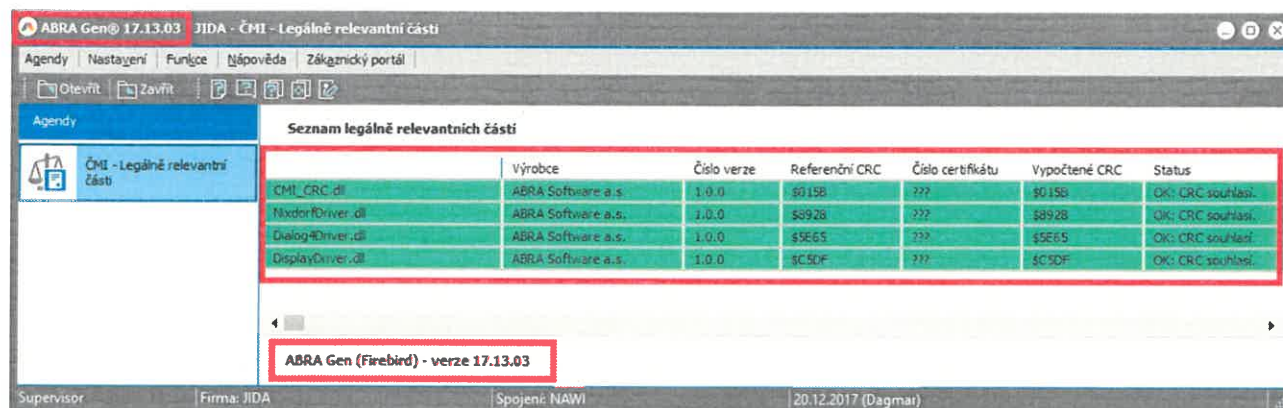 ABRA Gen® 17.13.03 JIDA - ČMI - Legálně relevantní části
Agendy Nastavení Funkce Nápověda Zákaznický portál
Otevřít Zavřít
Agendy
ČMI - Legálně relevantní
části
Seznam legálně relevantních částí
Výrobce Číslo verze Referenční CRC Číslo certifikátu Vypočtené CRC Status
CMI_CRC.dll ABRA Software a.s. 1.0.0 $015B ??? $015B OK: CRC souhlasí.
NixdorfDriver.dll ABRA Software a.s. 1.0.0 $8928 ??? $8928 OK: CRC souhlasí.
Dialog4Driver.dll ABRA Software a.s. 1.0.0 $5E65 ??? $5E65 OK: CRC souhlasí.
DisplayDriver.dll ABRA Software a.s. 1.0.0 $C5DF ??? $C5DF OK: CRC souhlasí.
ABRA Gen (Firebird) - verze 17.13.03
Supervisor Firma: JIDA Spojení: NAWI 20.12.2017 (Dagmar)